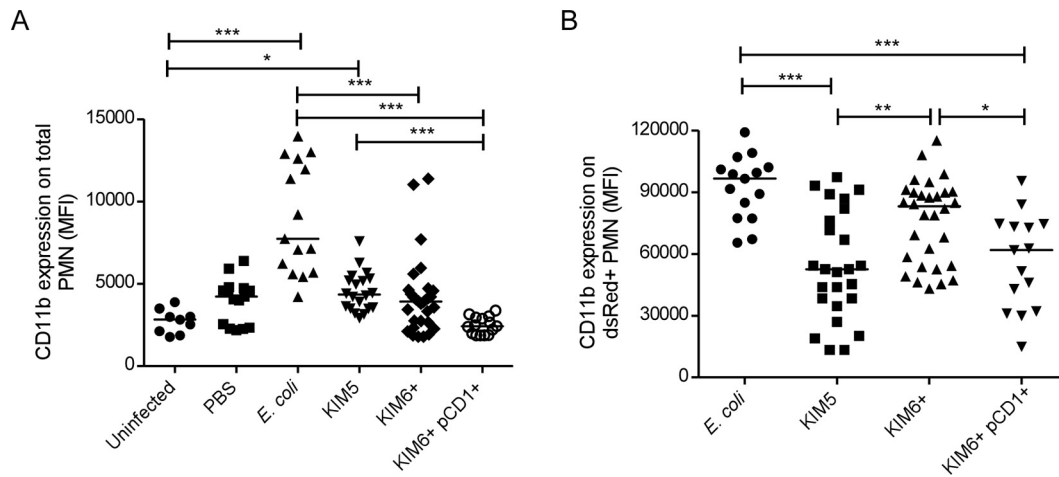 A
***
*
***
***
***
CD11b expression on total
PMN (MFI)
15000
10000
5000
0
Uninfected
PBS
E. coli
KIM5
KIM6+
KIM6+ pCD1+
B
***
***
**
*
CD11b expression on
dsRed+ PMN (MFI)
120000
90000
60000
30000
0
E. coli
KIM5
KIM6+
KIM6+ pCD1+